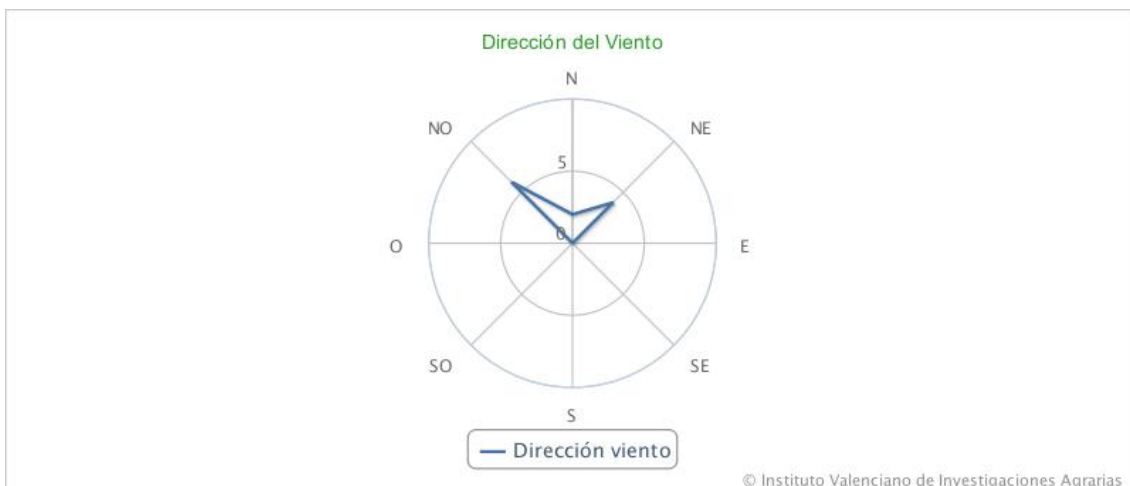 Dirección del Viento
N
NO
NE
5
0
O
E
SO
SE
S
Dirección viento
© Instituto Valenciano de Investigaciones Agrarias